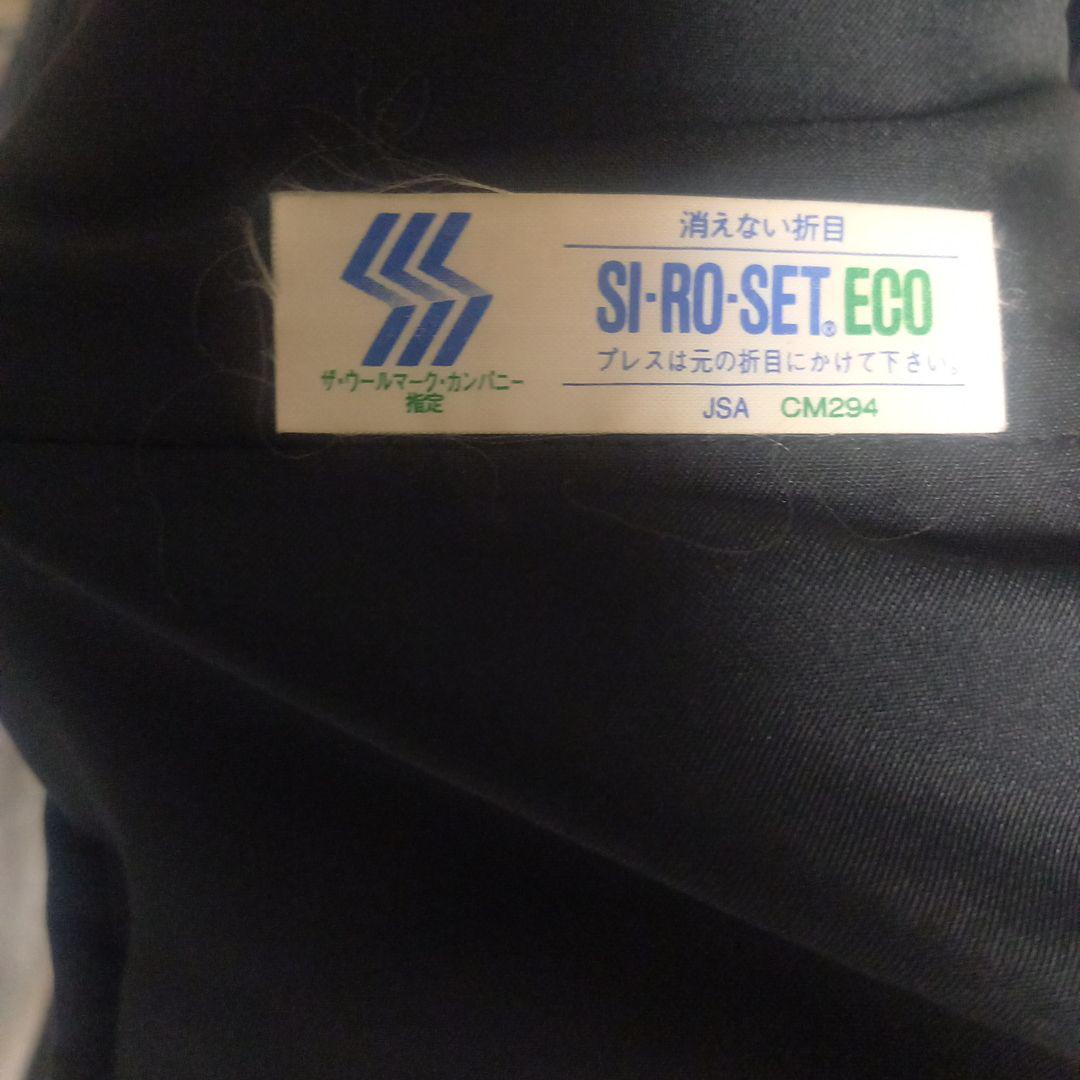 消えない折目
SI-RO-SET® ECO
プレスは元の折目にかけて下さい。
JSA CM294
ザ・ウールマーク・カンパニー
指定